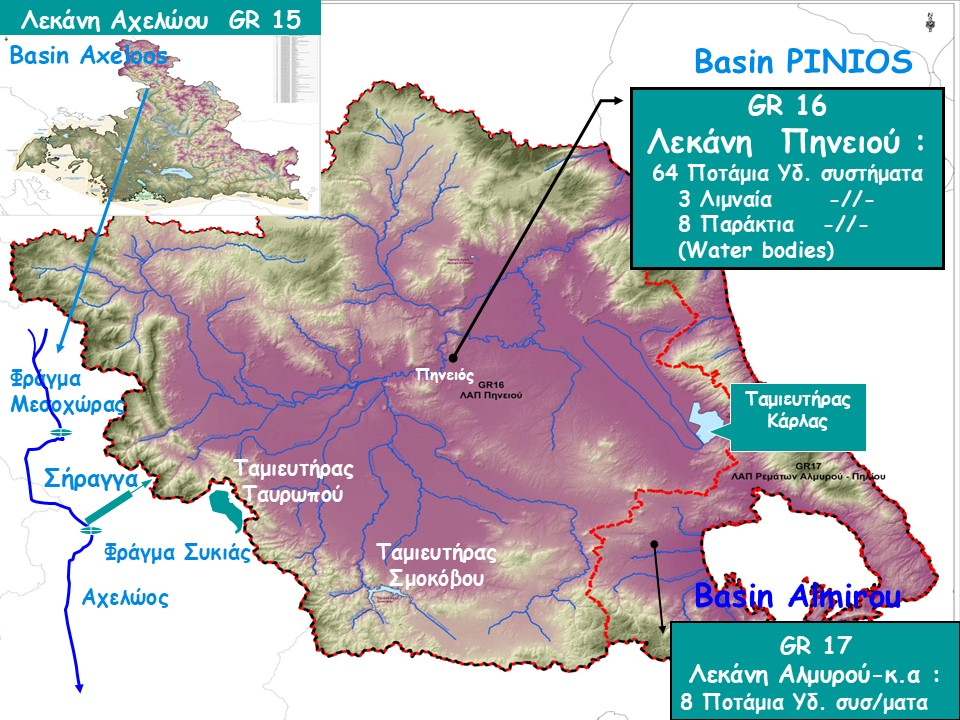 Λεκάνη Αχελώου GR 15
Basin Axeloos
Basin PINIOS
GR 16
Λεκάνη Πηνειού :
64 Ποτάμια Υδ. συστήματα
3 Λιμναία -//-
8 Παράκτια -//-
(Water bodies)
Πηνειός
GR16
ΛΑΠ Πηνειού
Φράγμα
Μεσοχώρας
Ταμιευτήρας
Κάρλας
Σήραγγα
Ταμιευτήρας
Ταυρωπού
GR17
ΛΑΠ Ρεμάτων Αλμυρού - Πηλίου
Φράγμα Συκιάς
Ταμιευτήρας
Σμοκόβου
Αχελώος
Basin Almirou
GR 17
Λεκάνη Αλμυρού-κ.α :
8 Ποτάμια Υδ. συσ/ματα